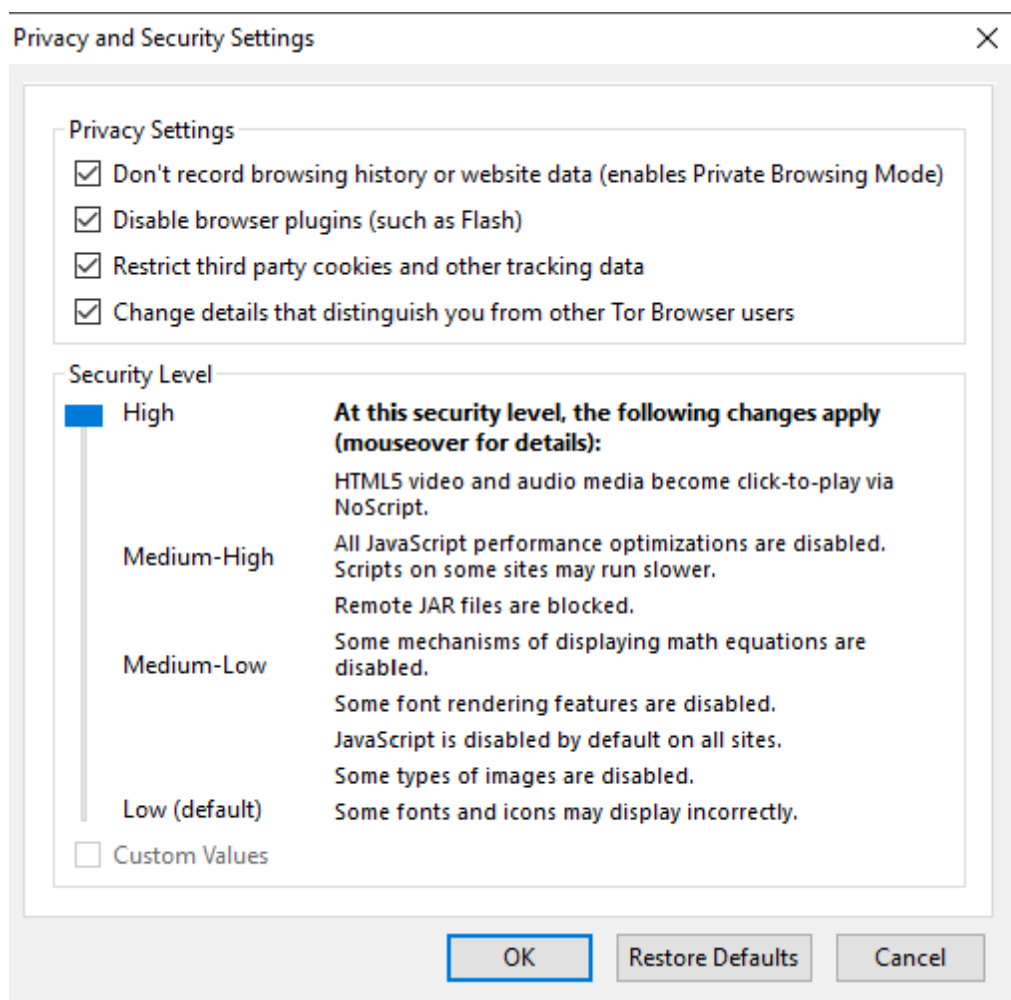 Privacy and Security Settings
Privacy Settings
Don't record browsing history or website data (enables Private Browsing Mode)
Disable browser plugins (such as Flash)
Restrict third party cookies and other tracking data
Change details that distinguish you from other Tor Browser users
Security Level
High
At this security level, the following changes apply
(mouseover for details):
HTML5 video and audio media become click-to-play via
NoScript.
Medium-High
All JavaScript performance optimizations are disabled.
Scripts on some sites may run slower.
Remote JAR files are blocked.
Medium-Low
Some mechanisms of displaying math equations are
disabled.
Some font rendering features are disabled.
JavaScript is disabled by default on all sites.
Some types of images are disabled.
Low (default)
Some fonts and icons may display incorrectly.
Custom Values
OK
Restore Defaults
Cancel